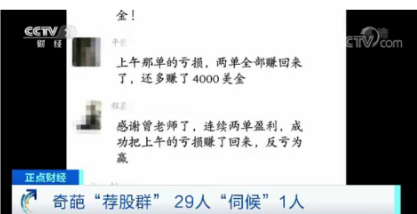 金!
CCTV 2
财经
CCTV.com
上午那单的亏损，两单全部赚回来
了，还多赚了4000美金
感谢曾老师了，连续两单盈利，成
功把上午的亏损赚了回来，反亏为
赢
正点财经
奇葩“荐股群” 29人“伺候”1人